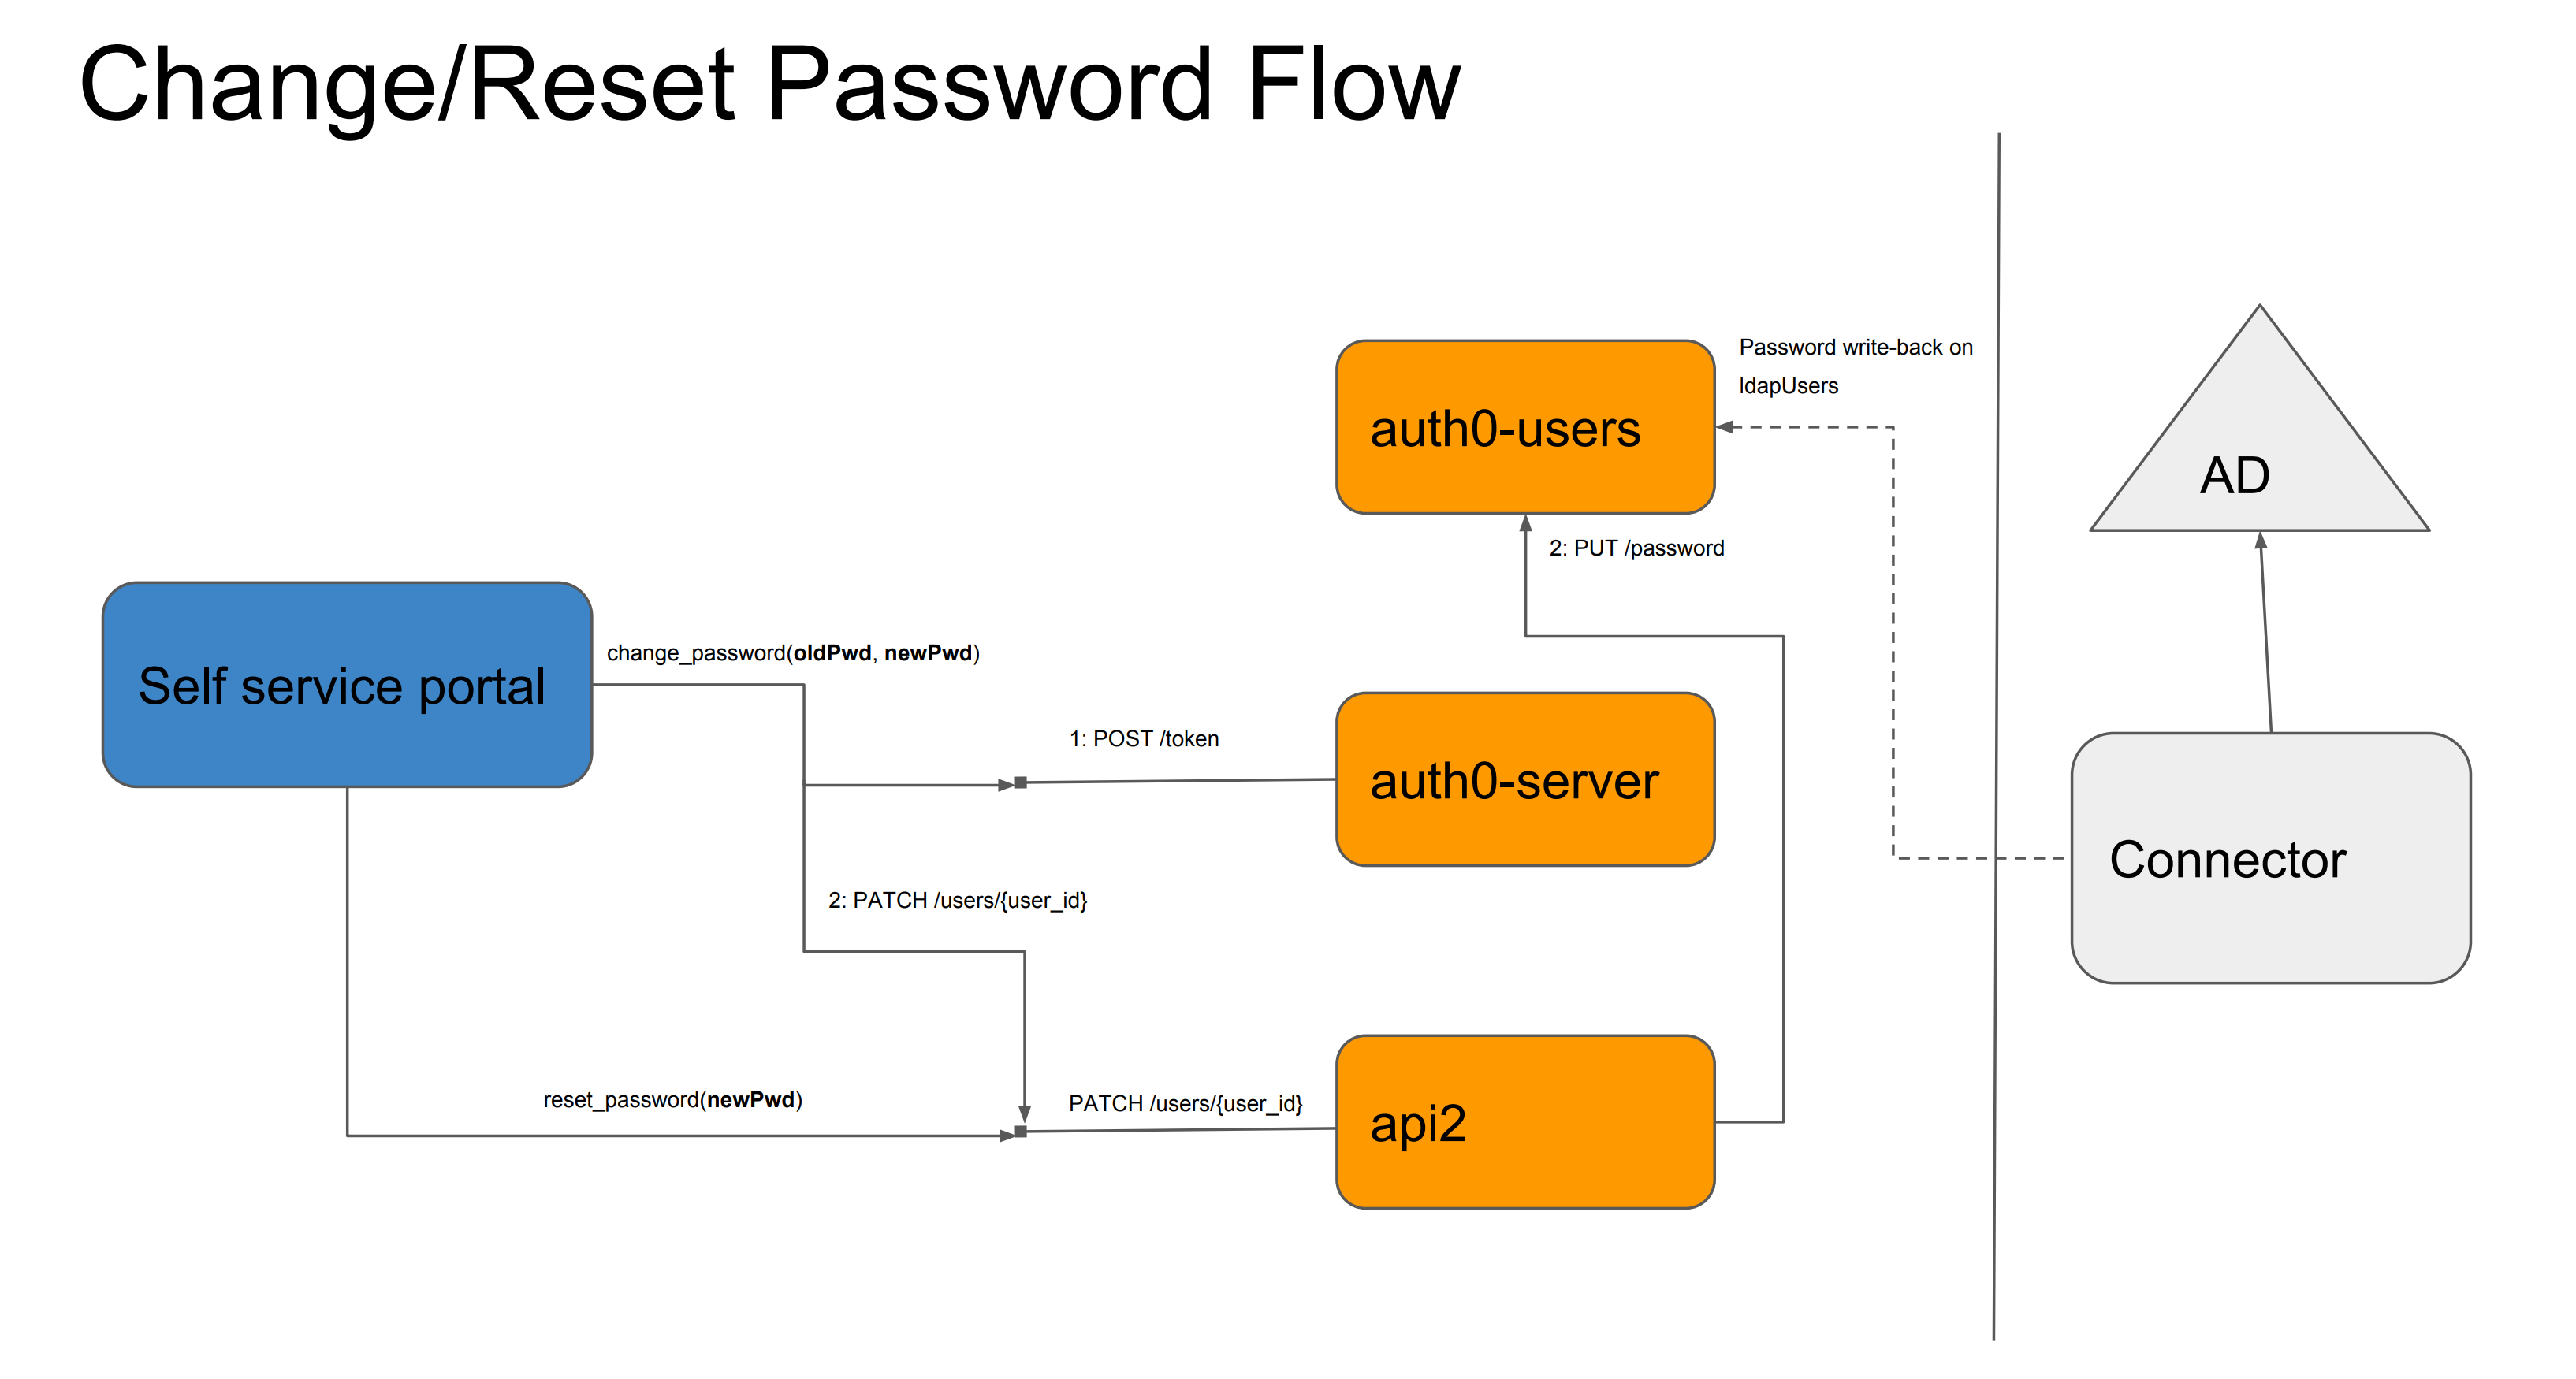 Change/Reset Password Flow
Password write-back on
ldapUsers
auth0-users
AD
2: PUT /password
change_password(oldPwd, newPwd)
Self service portal
1: POST /token
auth0-server
Connector
2: PATCH /users/{user_id}
reset_password(newPwd)
PATCH /users/{user_id}
api2